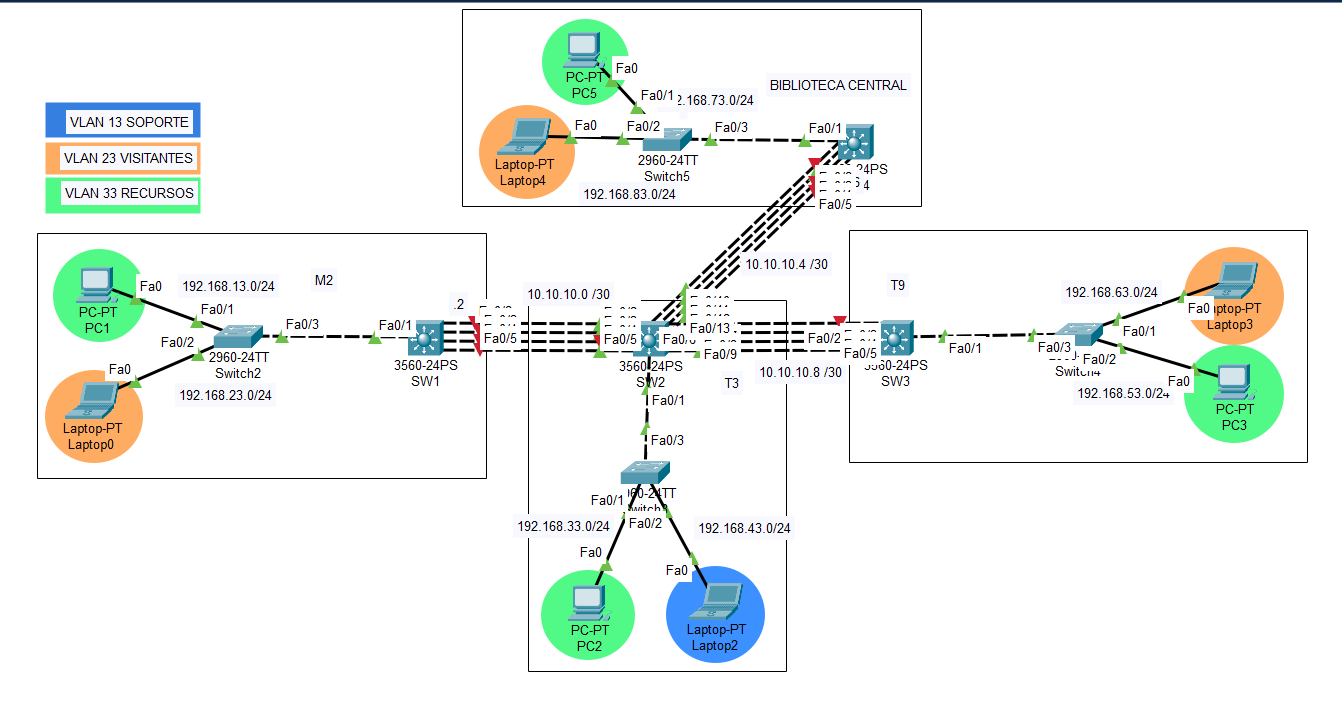 VLAN 13 SOPORTE
VLAN 23 VISITANTES
VLAN 33 RECURSOS
BIBLIOTECA CENTRAL
PC-PT
PC5
Fa0
Fa0/1
2.168.73.0/24
Laptop-PT
Laptop4
Fa0
Fa0/2
2960-24TT
Switch5
Fa0/3
Fa0/1
24PS
4
Fa0/5
192.168.83.0/24
10.10.10.4 /30
M2
PC-PT
PC1
Fa0
192.168.13.0/24
Fa0/1
Fa0/2
2960-24TT
Switch2
Fa0/3
Fa0/1
3560-24PS
SW1
.2
Fa0/5
Fa0
Laptop-PT
Laptop0
192.168.23.0/24
10.10.10.0 /30
Fa0/5
3560-24PS
SW2
Fa0/13
Fa0/9
T3
10.10.10.8 /30
Fa0/1
Fa0/3
Fa0/1
Fa0/2
192.168.33.0/24
192.168.43.0/24
Fa0
Fa0
PC-PT
PC2
Laptop-PT
Laptop2
T9
Fa0/2
Fa0/5
SW3
Fa0/1
Fa0/3
192.168.63.0/24
Fa0/1
Fa0/2
Fa0
Laptop3
192.168.53.0/24
Fa0
PC-PT
PC3